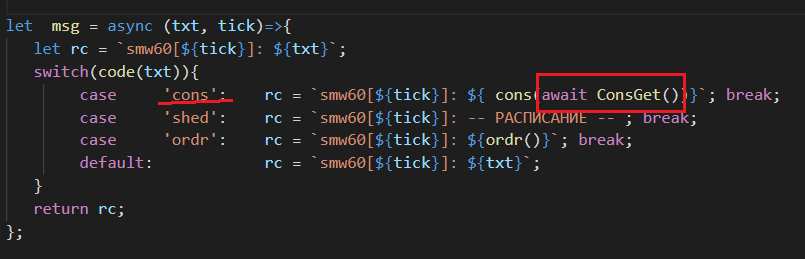 let  msg = async (txt, tick)=>{
let rc = `smw60[${tick}]: ${txt}`;
switch(code(txt)){
case 'cons': rc = `smw60[${tick}]: ${ cons(await ConsGet())}`; break;
case 'shed': rc = `smw60[${tick}]: -- РАСПИСАНИЕ -- `; break;
case 'ordr': rc = `smw60[${tick}]: ${ordr()}`; break;
default: rc = `smw60[${tick}]: ${txt}`;
}
return rc;
};